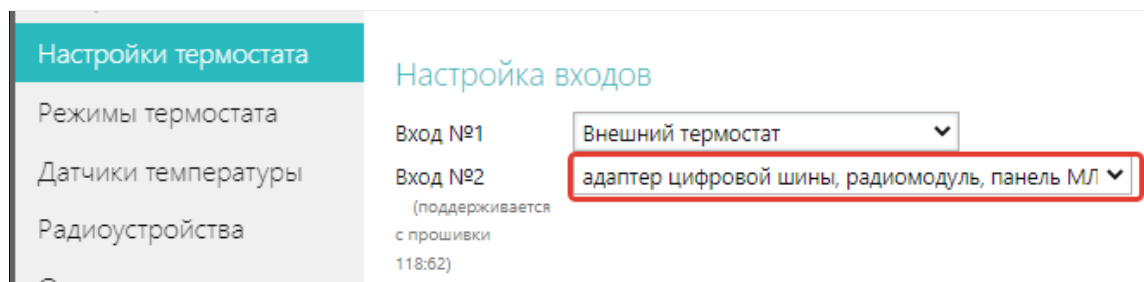 Настройки термостата
Режимы термостата
Датчики температуры
Радиоустройства
Настройка входов
Вход №1 Внешний термостат
Вход №2 адаптер цифровой шины, радиомодуль, панель МЛ
(поддерживается
с прошивки
118:62)